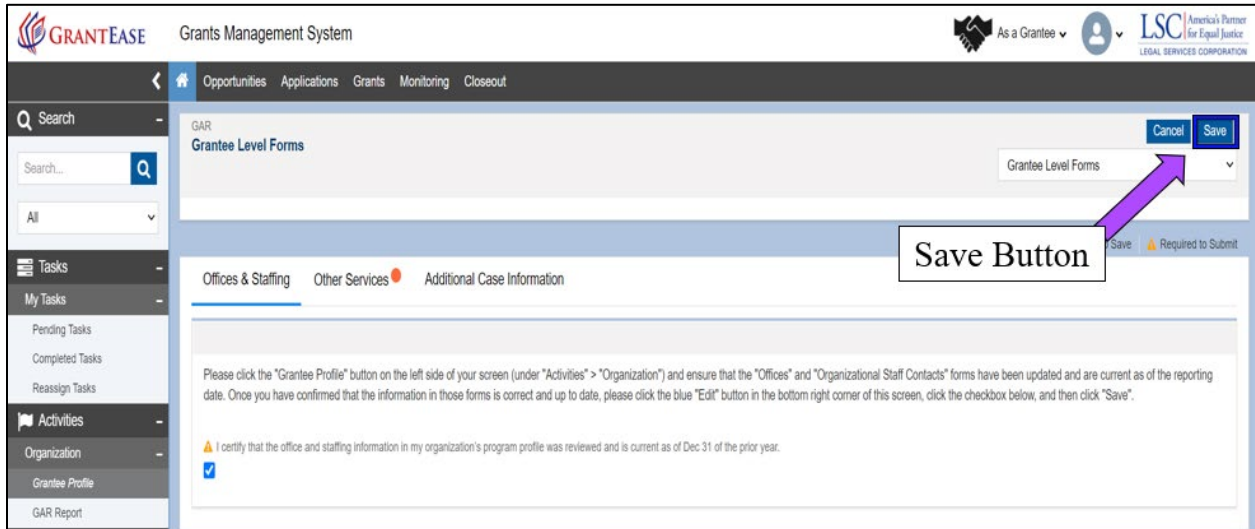 GRANTEASE
Grants Management System
As a Grantee
LSC America's Partner for Equal Justice
LEGAL SERVICES CORPORATION
Opportunities Applications Grants Monitoring Closeout
Search
Search...
All
Tasks
My Tasks
Pending Tasks
Completed Tasks
Reassign Tasks
Activities
Organization
Grantee Profile
GAR Report
GAR
Grantee Level Forms
Cancel Save
Grantee Level Forms
Save Button
Save Required to Submit
Offices & Staffing Other Services Additional Case Information
Please click the "Grantee Profile" button on the left side of your screen (under "Activities" > "Organization") and ensure that the "Offices" and "Organizational Staff Contacts" forms have been updated and are current as of the reporting
date. Once you have confirmed that the information in those forms is correct and up to date, please click the blue "Edit" button in the bottom right corner of this screen, click the checkbox below, and then click "Save".
I certify that the office and staffing information in my organization's program profile was reviewed and is current as of Dec 31 of the prior year.